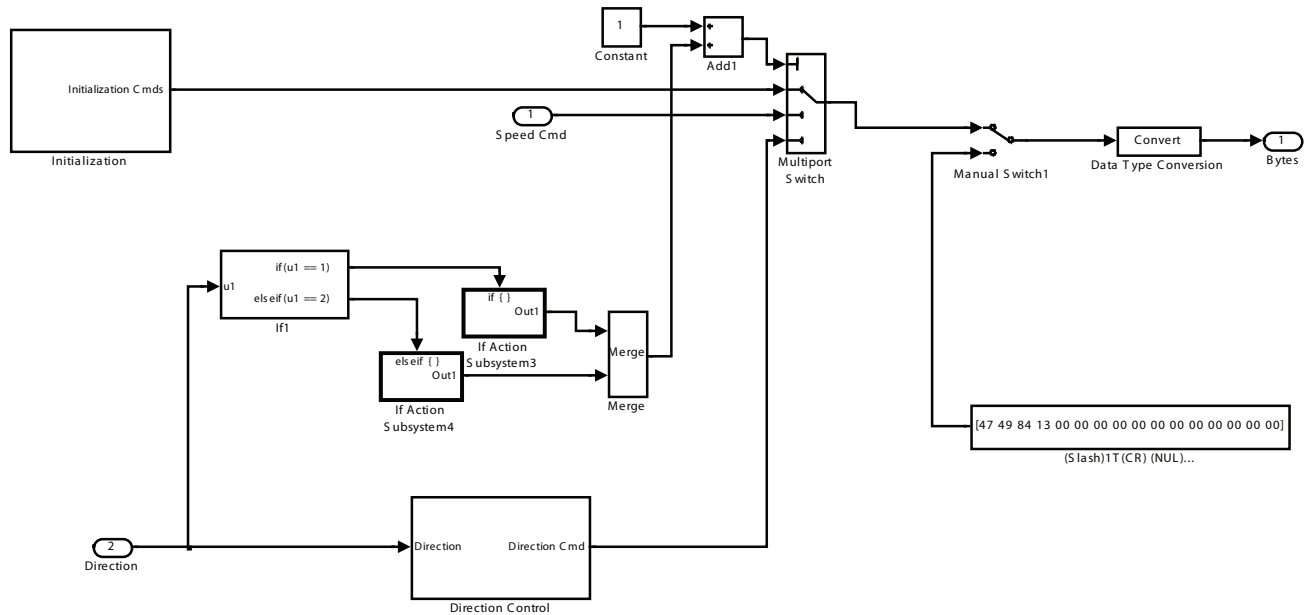 1
Constant
Add1
Initialization Cmds
Initialization
1
Speed Cmd
Multiport
Switch
Manual Switch1
Convert
Data Type Conversion
1
Bytes
u1
if(u1 == 1)
elseif(u1 == 2)
If1
if { }
Out1
If Action
Subsystem3
elseif { }
Out1
If Action
Subsystem4
Merge
Merge
[47 49 84 13 00 00 00 00 00 00 00 00 00 00 00 00]
(Slash)1T(CR) (NUL)...
2
Direction
Direction
Direction Cmd
Direction Control